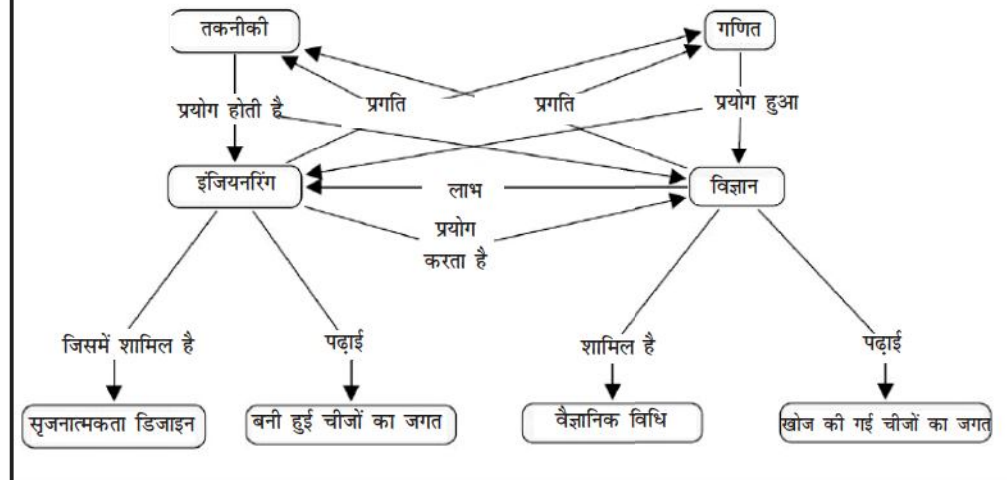 तकनीकी
गणित
प्रयोग होती है
प्रगति
प्रगति
प्रयोग हुआ
इंजियनरिंग
लाभ
विज्ञान
प्रयोग
करता है
जिसमें शामिल है
पढ़ाई
शामिल है
पढ़ाई
सृजनात्मकता डिजाइन
बनी हुई चीजों का जगत
वैज्ञानिक विधि
खोज की गई चीजों का जगत